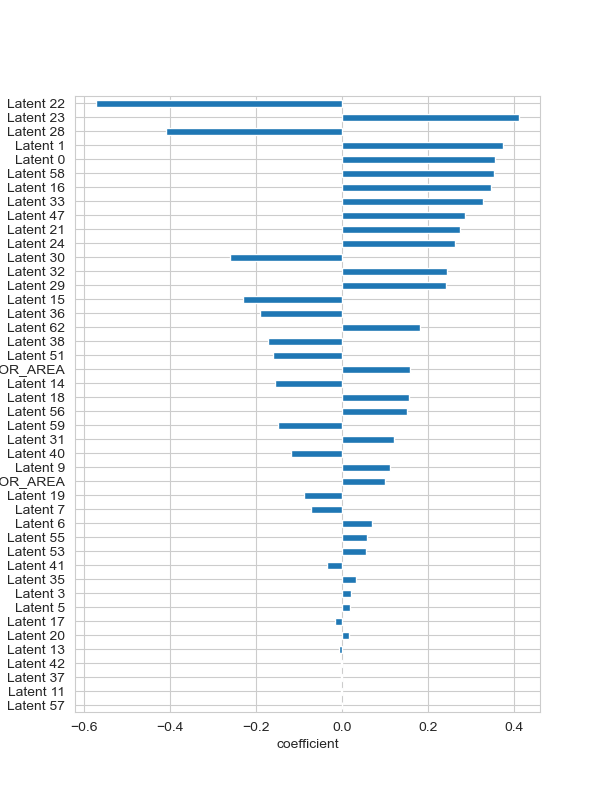 Latent 22
Latent 23
Latent 28
Latent 1
Latent 0
Latent 58
Latent 16
Latent 33
Latent 47
Latent 21
Latent 24
Latent 30
Latent 32
Latent 29
Latent 15
Latent 36
Latent 62
Latent 38
Latent 51
OR_AREA
Latent 14
Latent 18
Latent 56
Latent 59
Latent 31
Latent 40
Latent 9
OR_AREA
Latent 19
Latent 7
Latent 6
Latent 55
Latent 53
Latent 41
Latent 35
Latent 3
Latent 5
Latent 17
Latent 20
Latent 13
Latent 42
Latent 37
Latent 11
Latent 57
−0.6 −0.4 −0.2 0.0 0.2 0.4
coefficient